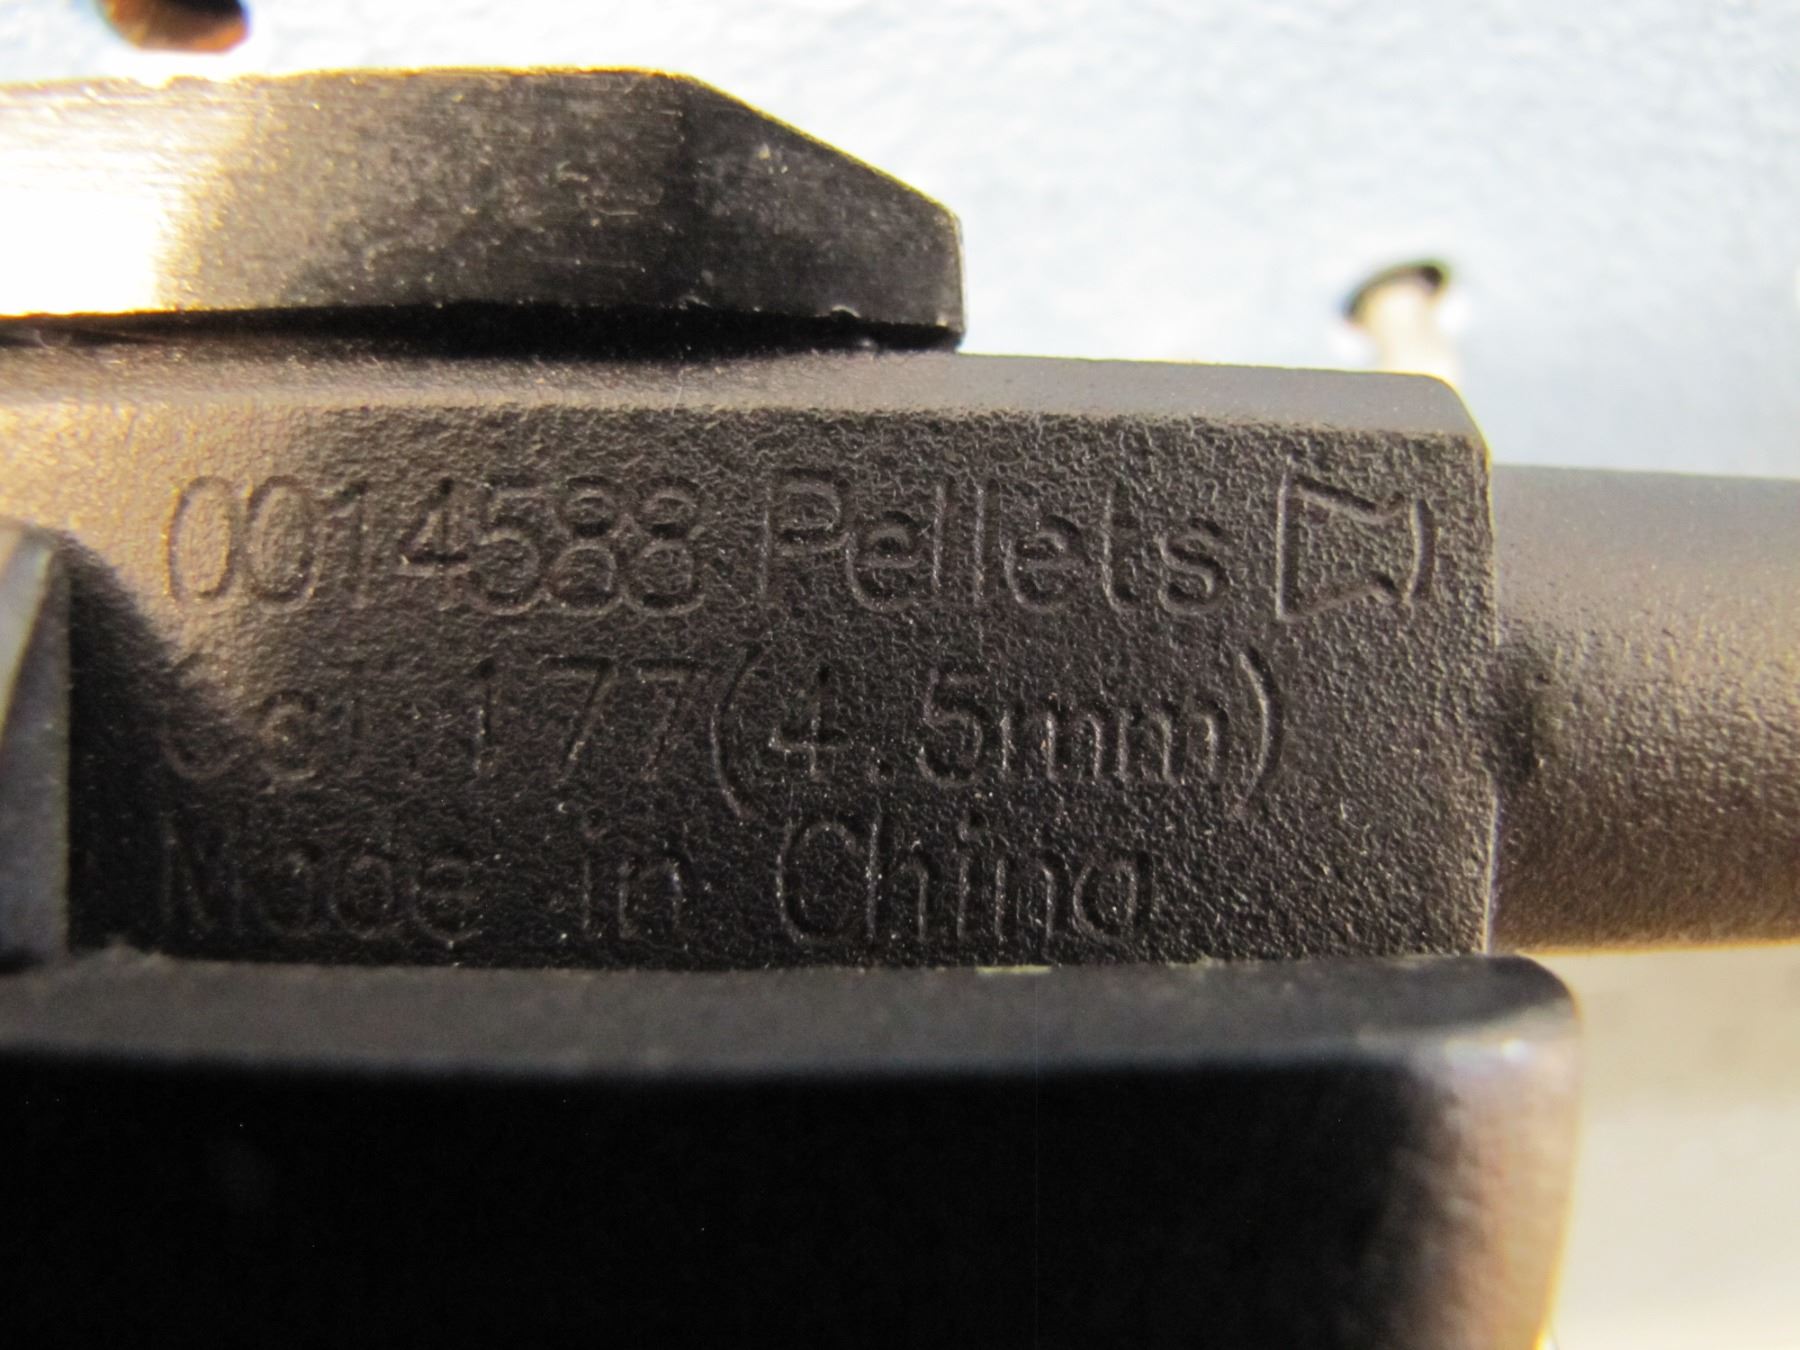 0014588 Pellets
Cal .177(4.5mm)
Made in China